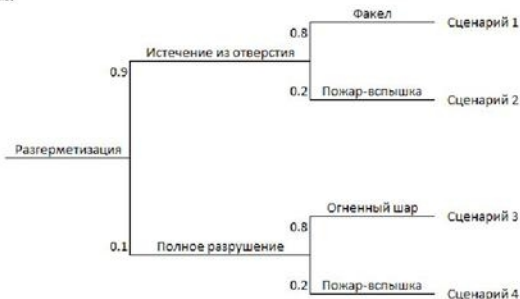 Факел
0.8
Сценарий 1
Истечение из отверстия
0.9
0.2
Пожар-вспышка
Сценарий 2
Разгерметизация
Огненный шар
0.8
Сценарий 3
0.1
Полное разрушение
0.2
Пожар-вспышка
Сценарий 4